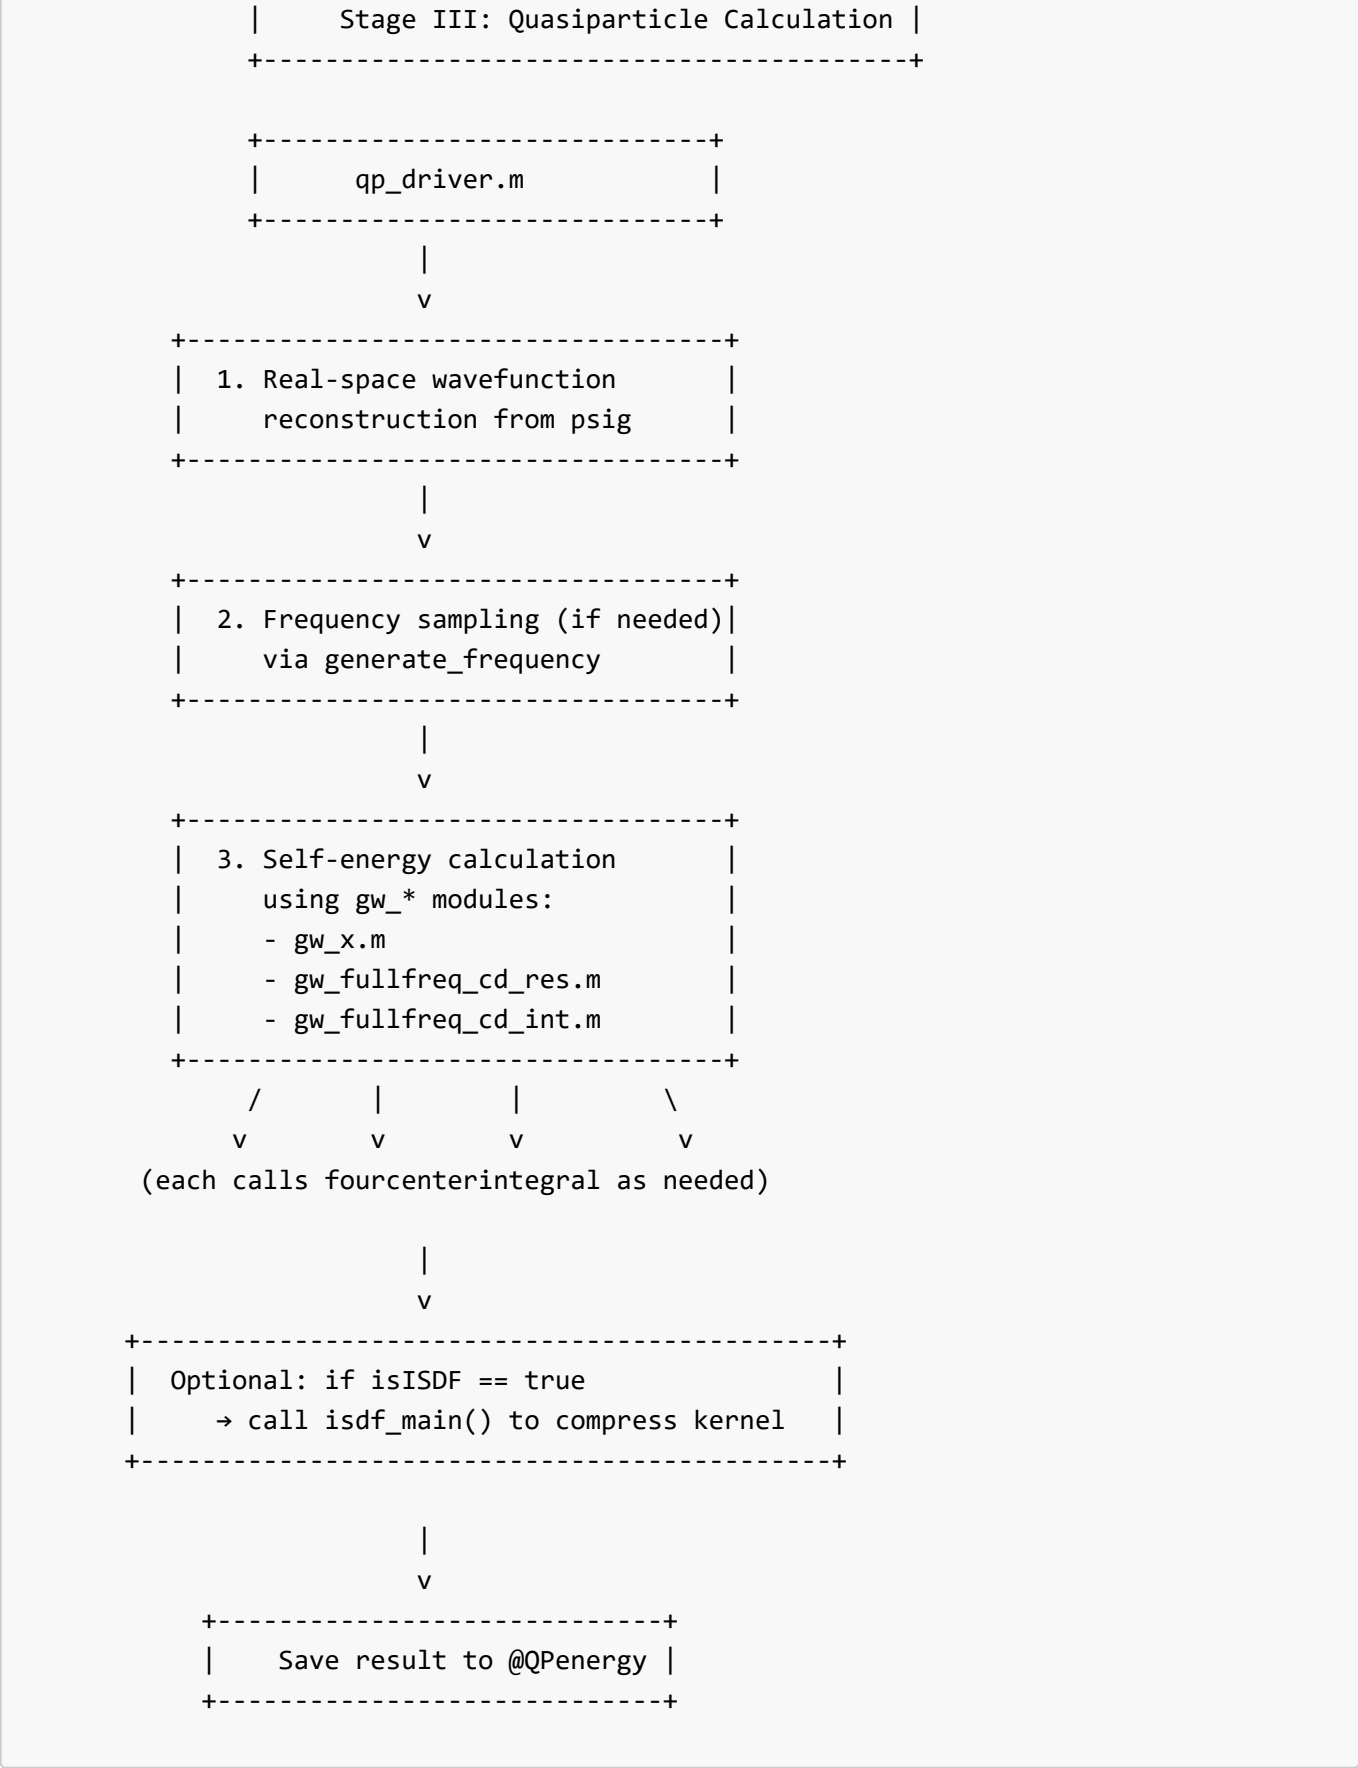 |     Stage III: Quasiparticle Calculation |
+------------------------------------------+
+-----------------------------+
|      qp_driver.m            |
+-----------------------------+
|
v
+-----------------------------------+
|  1. Real-space wavefunction       |
|     reconstruction from psig      |
+-----------------------------------+
|
v
+-----------------------------------+
|  2. Frequency sampling (if needed)|
|     via generate_frequency        |
+-----------------------------------+
|
v
+-----------------------------------+
|  3. Self-energy calculation       |
|     using gw_* modules:           |
|     - gw_x.m                      |
|     - gw_fullfreq_cd_res.m        |
|     - gw_fullfreq_cd_int.m        |
+-----------------------------------+
/       |        |         \
v        v        v          v
(each calls fourcenterintegral as needed)
|
v
+---------------------------------------------+
|  Optional: if isISDF == true                |
|     → call isdf_main() to compress kernel   |
+---------------------------------------------+
|
v
+-----------------------------+
|    Save result to @QPenergy |
+-----------------------------+